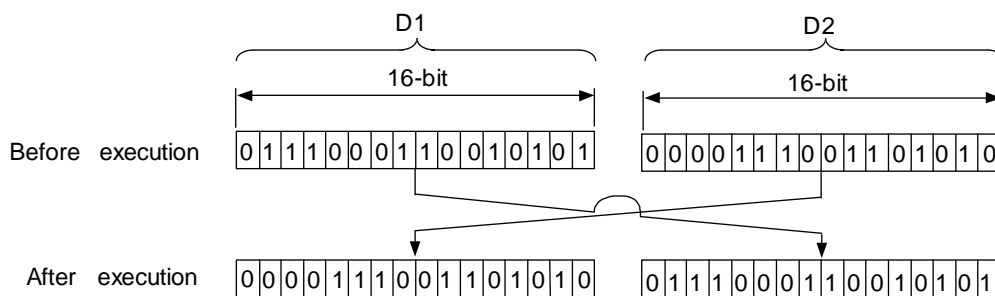 D1 D2
16-bit 16-bit
Before execution 0 1 1 1 0 0 0 1 1 0 0 1 0 1 0 1 0 0 0 0 1 1 1 0 0 1 1 0 1 0 1 0
After execution 0 0 0 0 1 1 1 0 0 1 1 0 1 0 1 0 0 1 1 1 0 0 0 1 1 0 0 1 0 1 0 1